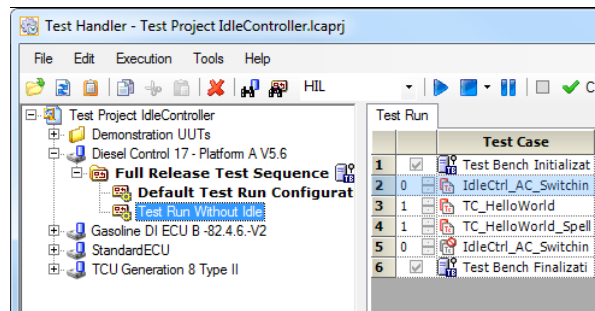 Test Handler - Test Project IdleController.lcaprj
File Edit Execution Tools Help
HIL C
Test Project IdleController
Demonstration UUTs
Diesel Control 17 - Platform A V5.6
Full Release Test Sequence
Default Test Run Configurat
Test Run Without Idle
Gasoline DI ECU B -82.4.6.-V2
StandardECU
TCU Generation 8 Type II
Test Run
Test Case
1 Test Bench Initializat
2 0 IdleCtrl_AC_Switchin
3 1 TC_HelloWorld
4 1 TC_HelloWorld_Spell
5 0 IdleCtrl_AC_Switchin
6 Test Bench Finalizati